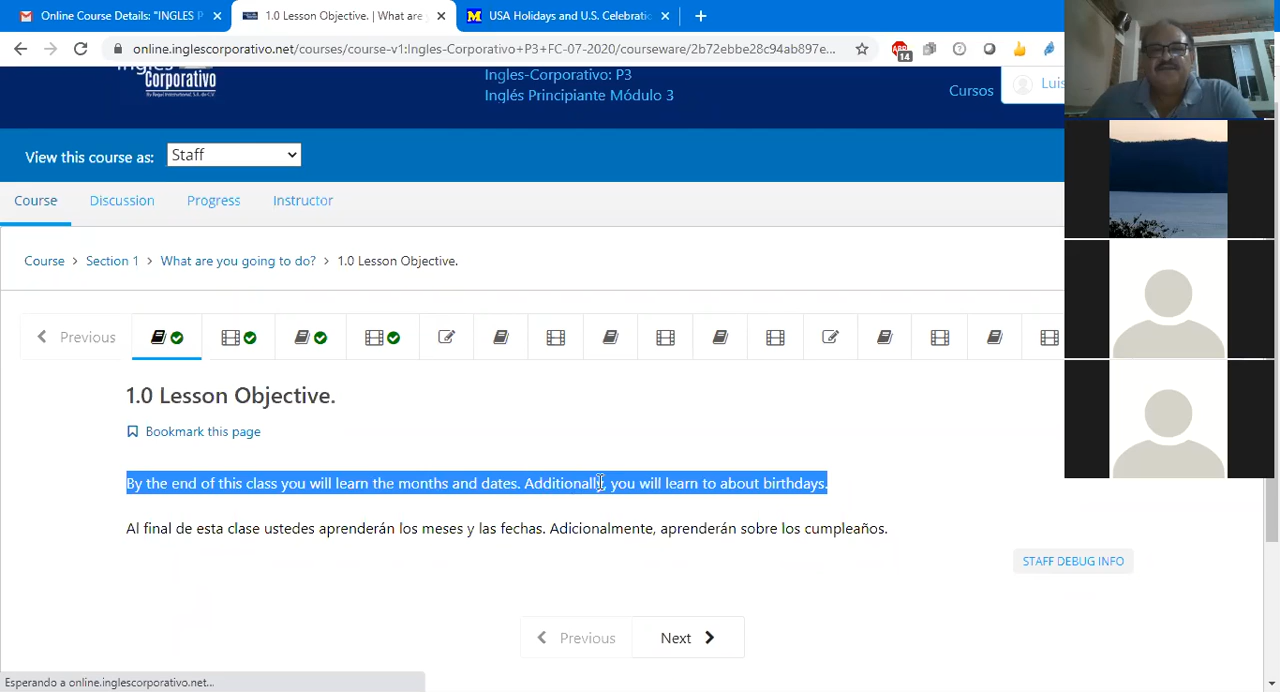 Online Course Details: "INGLES P
1.0 Lesson Objective. | What are y
USA Holidays and U.S. Celebratio
online.inglescorporativo.net/courses/course-v1:Ingles-Corporativo+P3+FC-07-2020/courseware/2b72ebbe28c94ab897e...
ABP
14
Ingles
Corporativo
Ingles-Corporativo: P3
Inglés Principiante Módulo 3
Cursos
Luis
View this course as:
Staff
Course
Discussion
Progress
Instructor
Course > Section 1 > What are you going to do? > 1.0 Lesson Objective.
Previous
1.0 Lesson Objective.
Bookmark this page
By the end of this class you will learn the months and dates. Additionally, you will learn to about birthdays.
Al final de esta clase ustedes aprenderán los meses y las fechas. Adicionalmente, aprenderán sobre los cumpleaños.
STAFF DEBUG INFO
Previous
Next
Esperando a online.inglescorporativo.net...